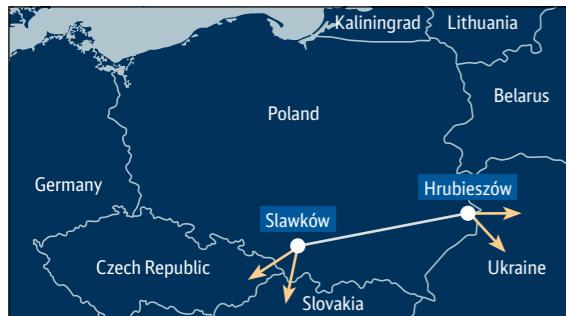 Kaliningrad
Lithuania
Belarus
Poland
Germany
Hrubieszów
Slawków
Czech Republic
Ukraine
Slovakia